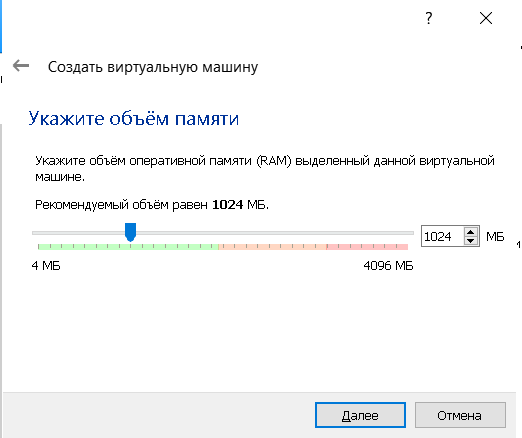 ?
Создать виртуальную машину
Укажите объём памяти
Укажите объём оперативной памяти (RAM) выделенный данной виртуальной
машине.
Рекомендуемый объём равен 1024 МБ.
1024 МБ
4 МБ 4096 МБ
Далее Отмена